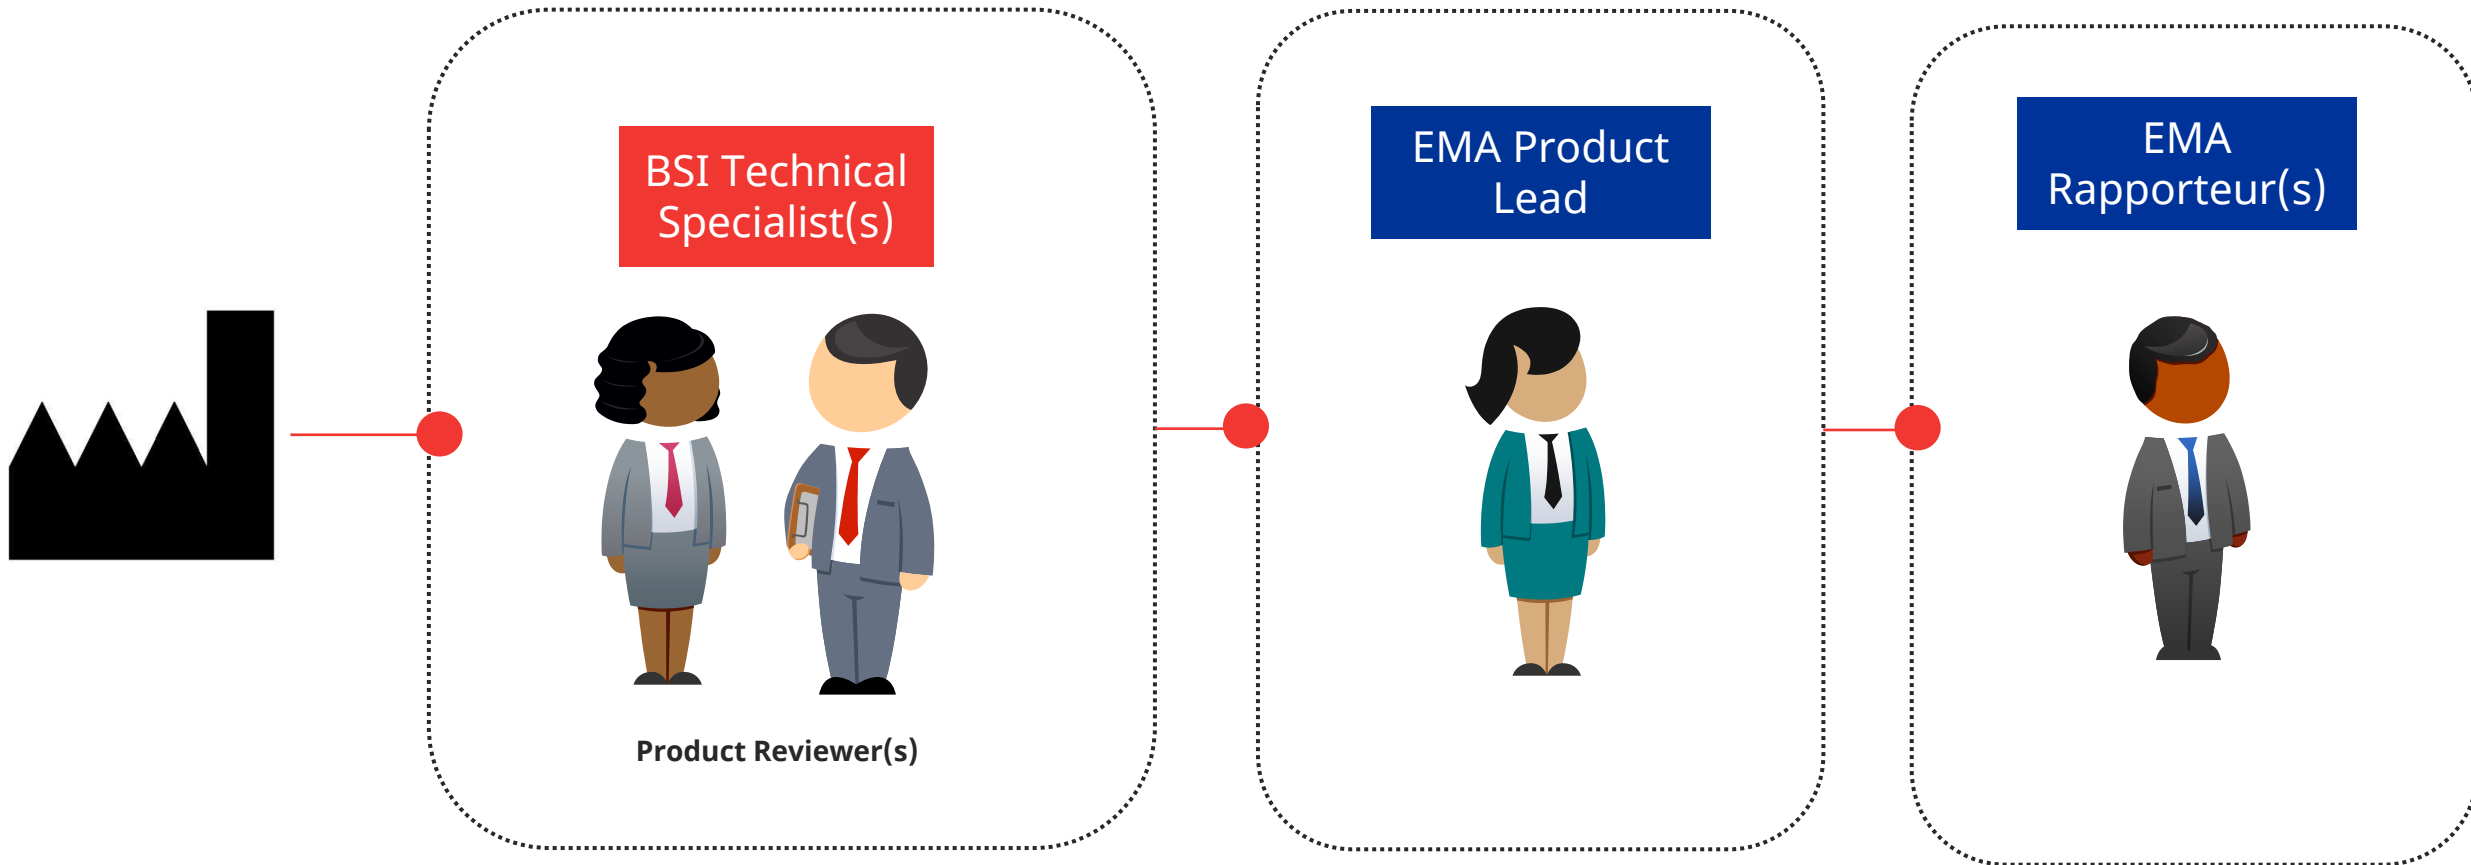 BSI Technical
Specialist(s)
Product Reviewer(s)
EMA Product
Lead
EMA
Rapporteur(s)